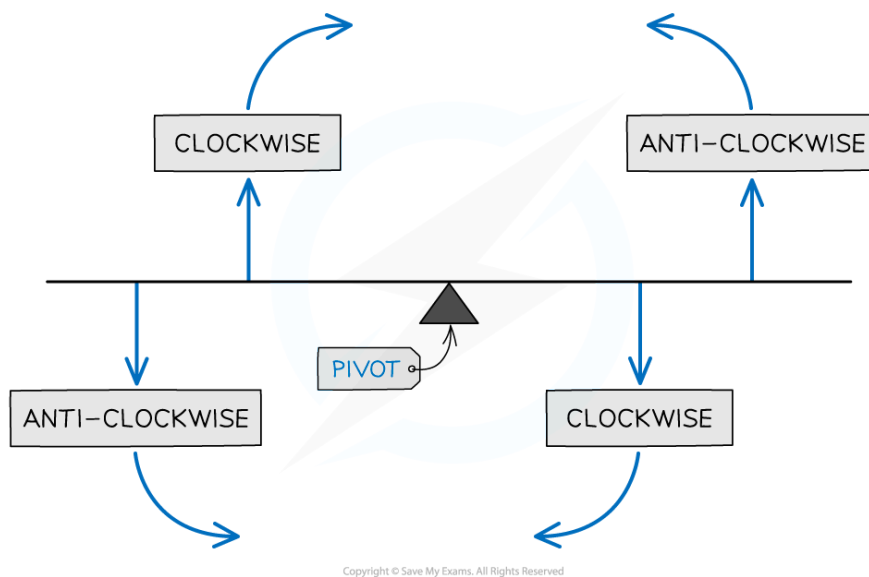 CLOCKWISE
ANTI-CLOCKWISE
PIVOT
ANTI-CLOCKWISE
CLOCKWISE
Copyright © Save My Exams. All Rights Reserved